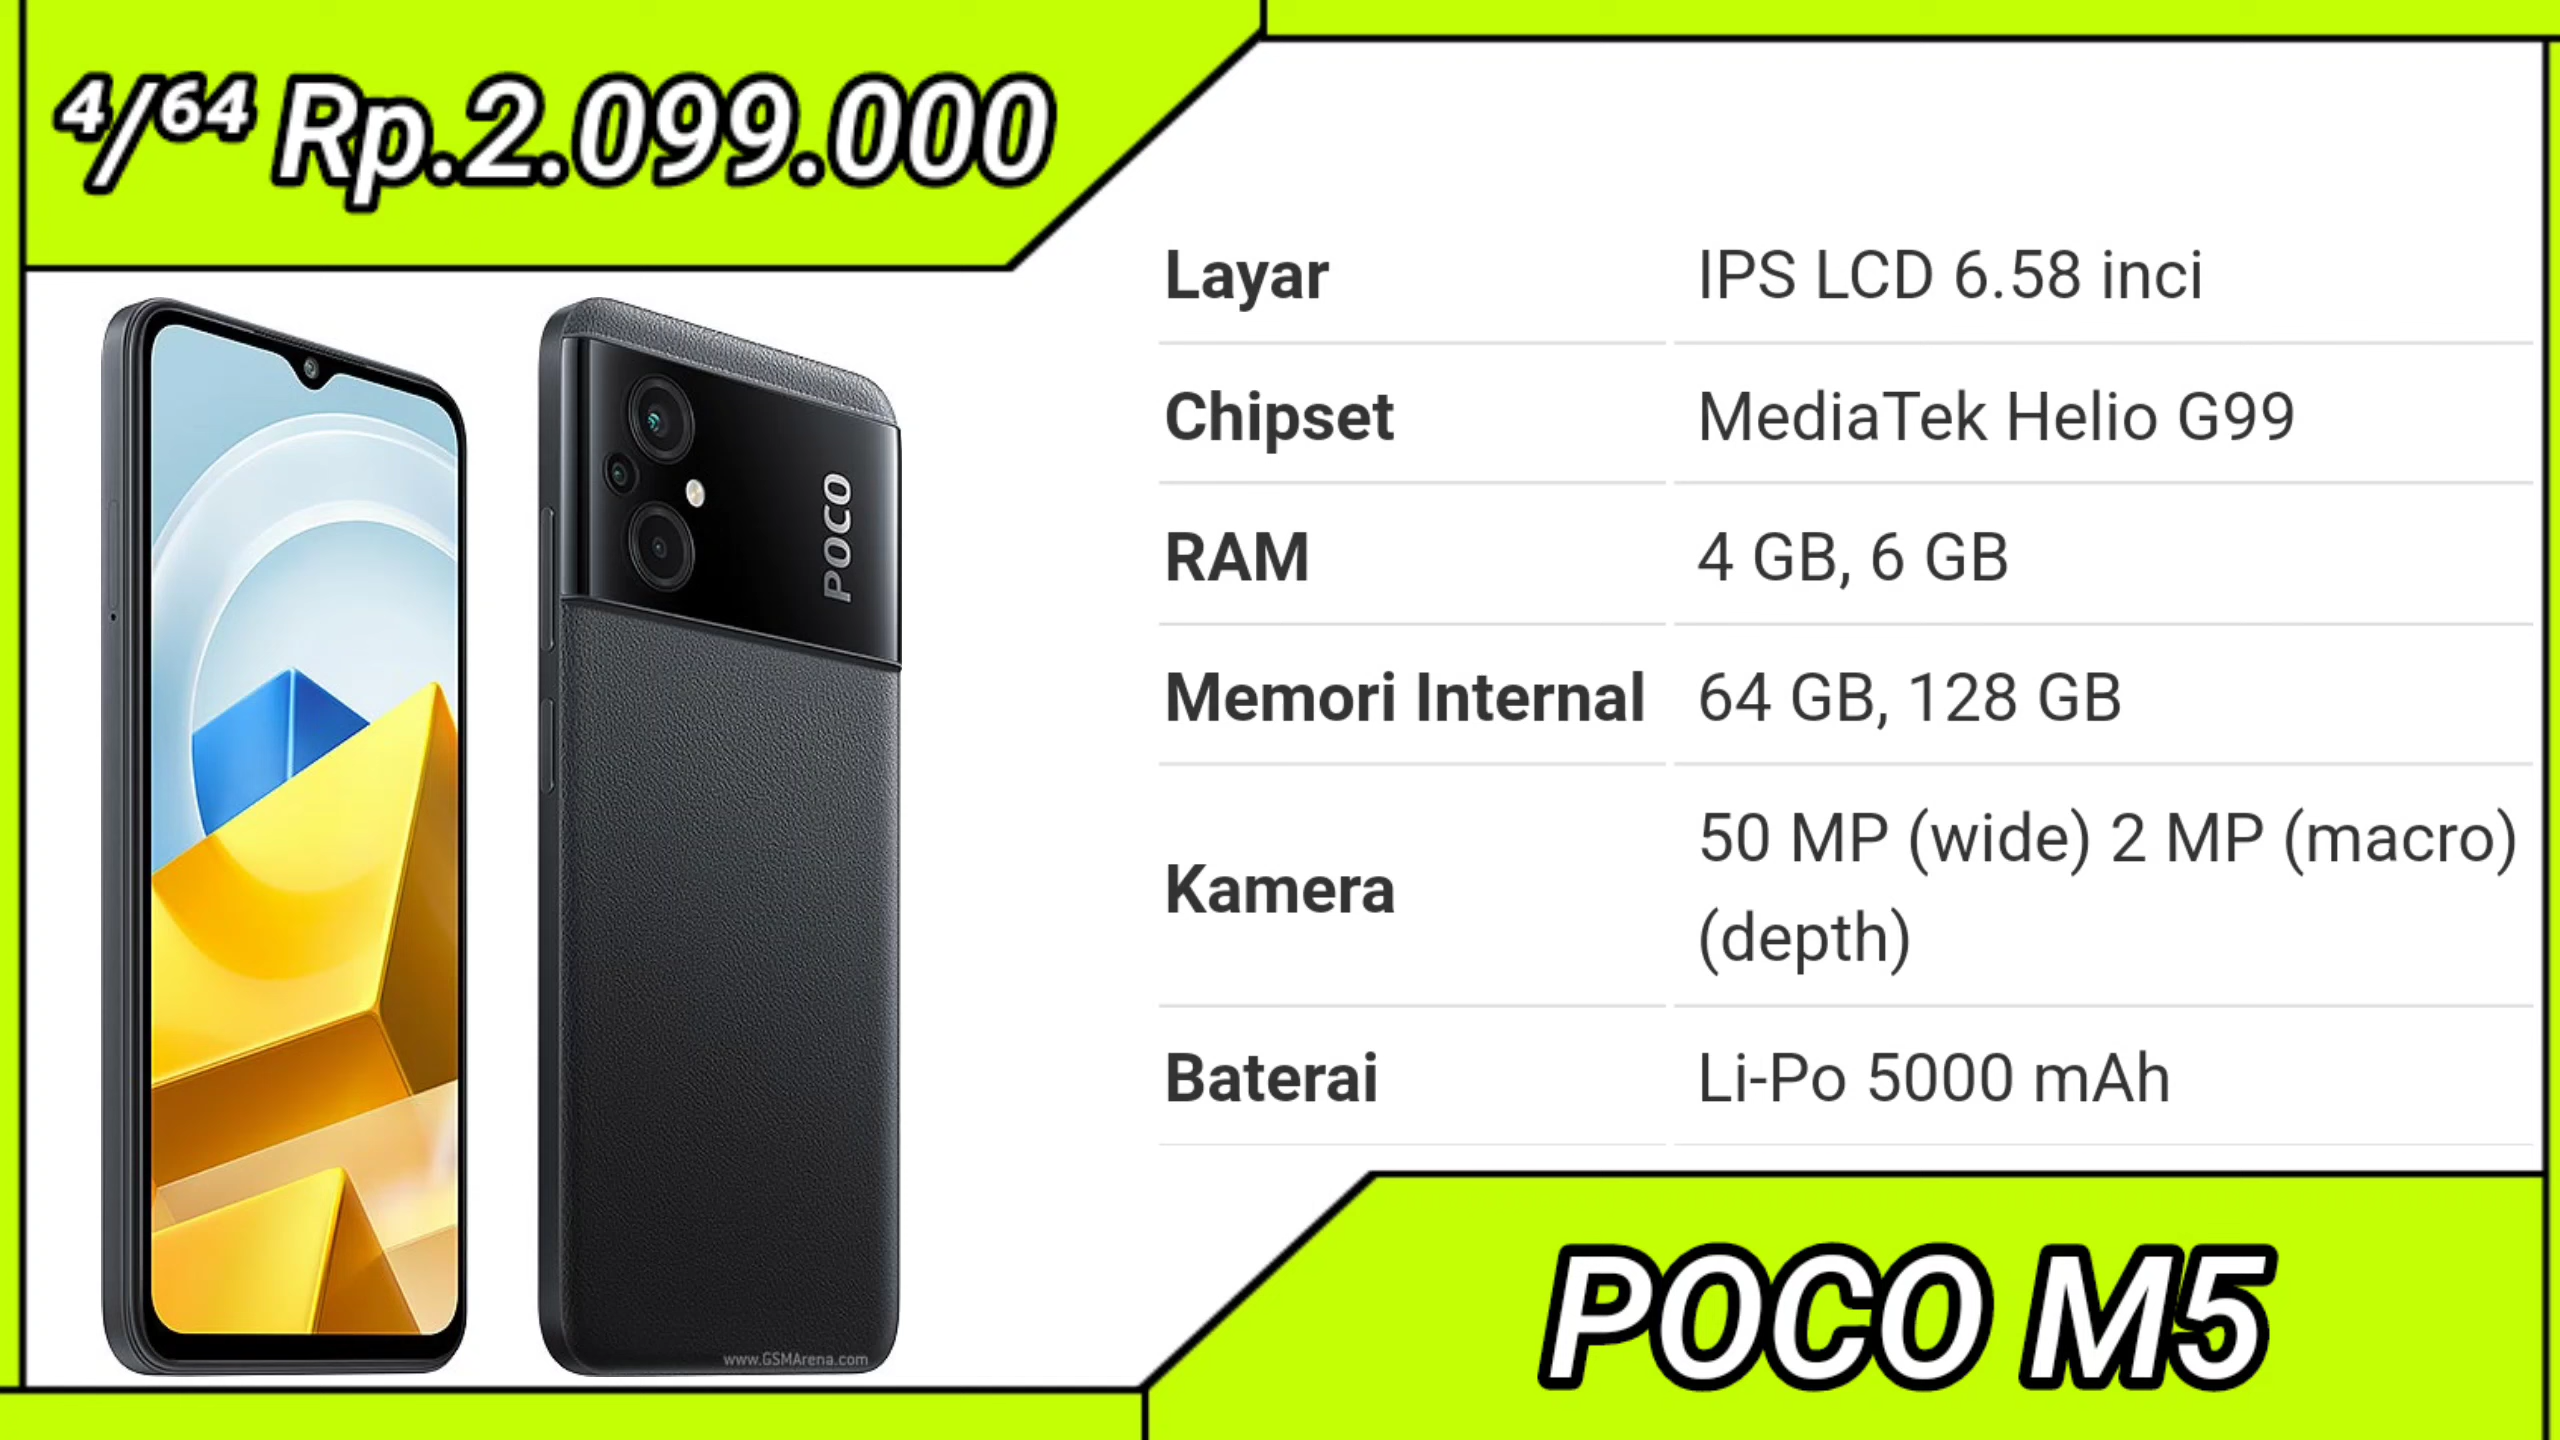 4/64 Rp.2.099.000
POCO
www.GSMArena.com
Layar IPS LCD 6.58 inci
Chipset MediaTek Helio G99
RAM 4 GB, 6 GB
Memori Internal 64 GB, 128 GB
Kamera 50 MP (wide) 2 MP (macro)
(depth)
Baterai Li-Po 5000 mAh
POCO M5